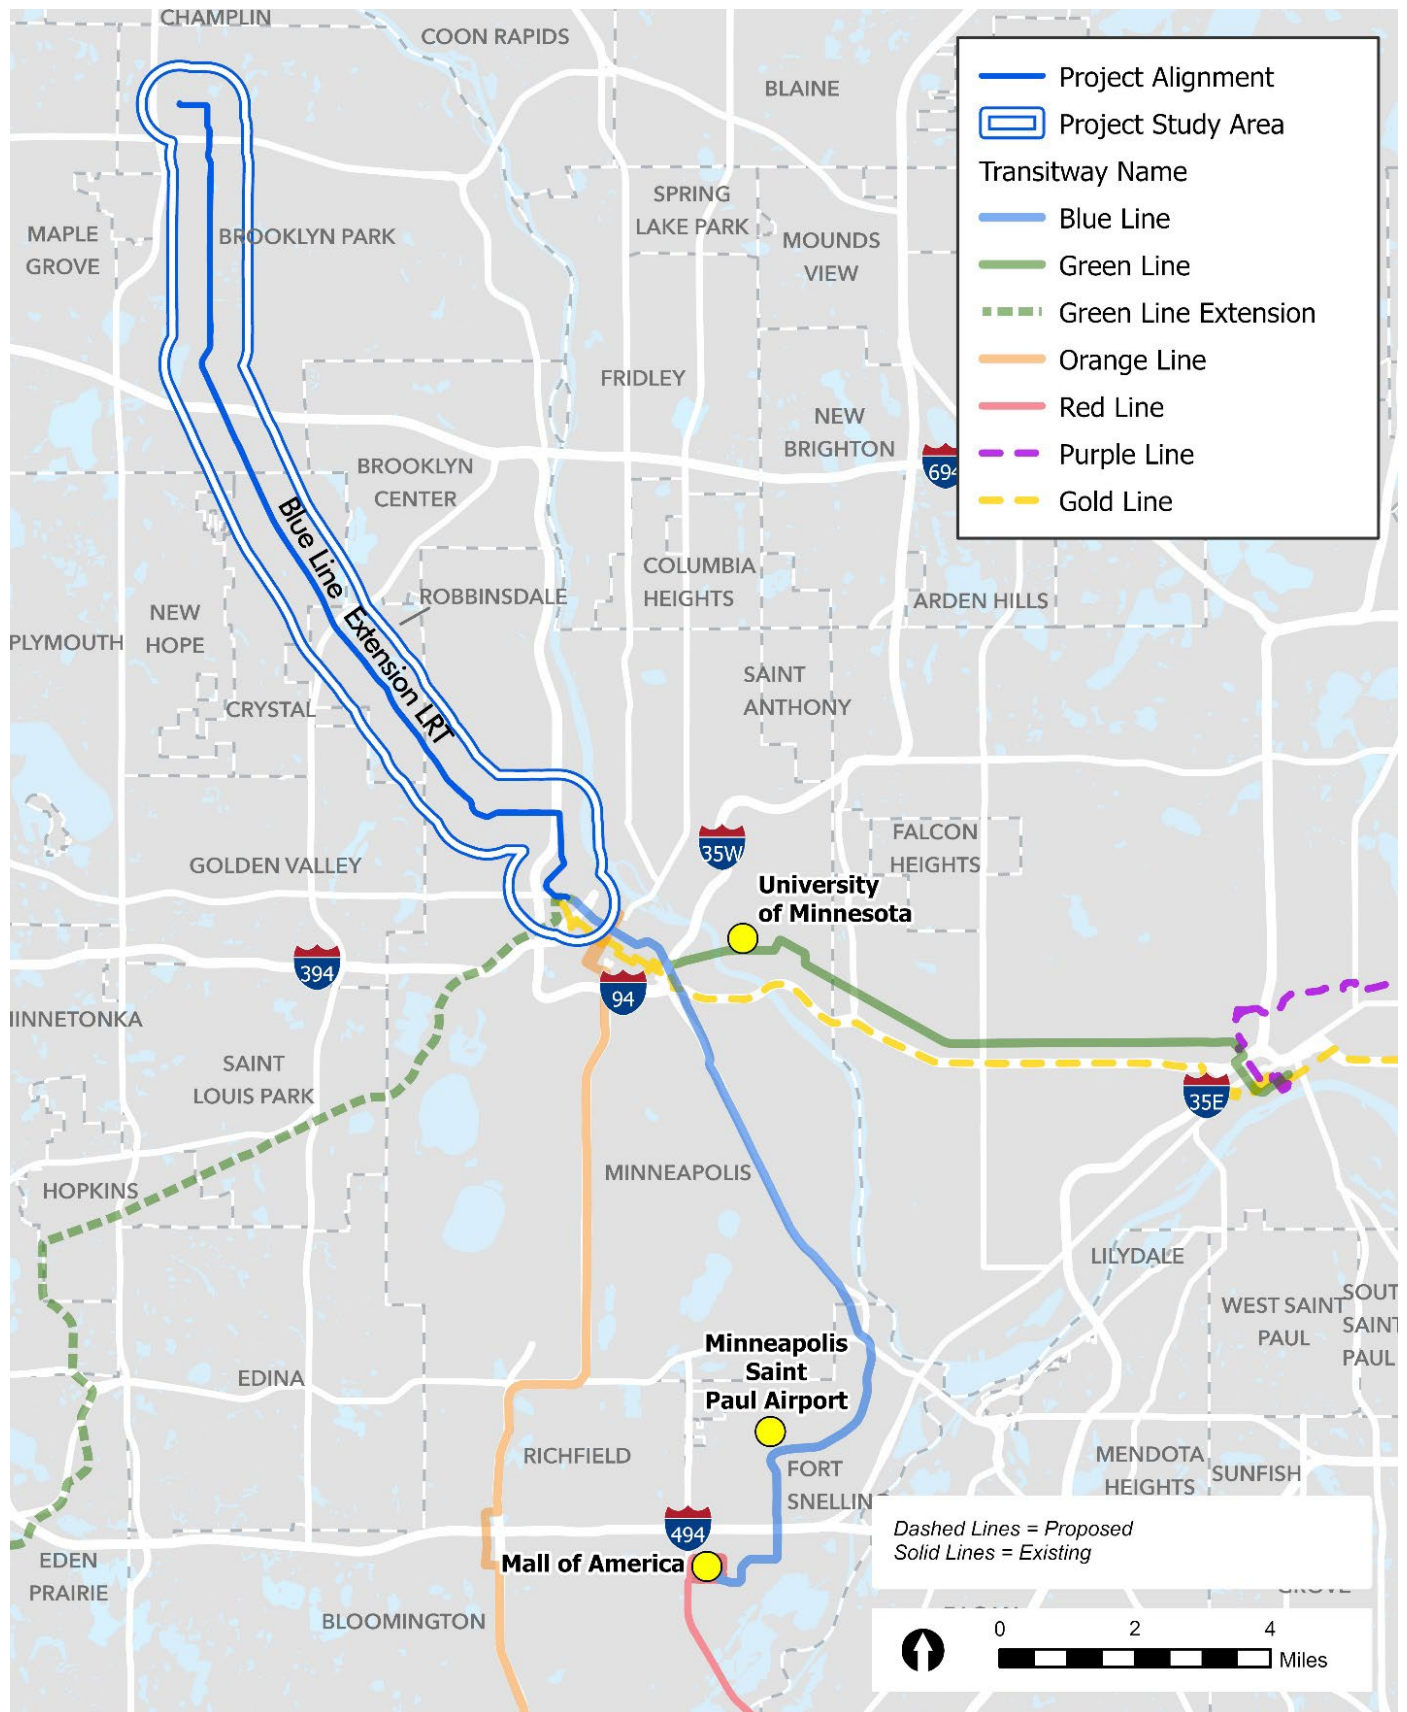 CHAMPLIN
COON RAPIDS
BLAINE
Project Alignment
Project Study Area
Transitway Name
Blue Line
Green Line
Green Line Extension
Orange Line
Red Line
Purple Line
Gold Line
MAPLE
GROVE
BROOKLYN PARK
SPRING
LAKE PARK
MOUNDS
VIEW
FRIDLEY
NEW
BRIGHTON
694
BROOKLYN
CENTER
Blue Line Extension LRT
COLUMBIA
HEIGHTS
ROBBINSDALE
ARDEN HILLS
NEW
HOPE
PLYMOUTH
CRYSTAL
SAINT
ANTHONY
GOLDEN VALLEY
35W
FALCON
HEIGHTS
University
of Minnesota
394
94
INNETONKA
SAINT
LOUIS PARK
35E
HOPKINS
MINNEAPOLIS
LILYDALE
WEST SAINT
PAUL
SOUT
SAINT
PAUL
EDINA
Minneapolis
Saint
Paul Airport
RICHFIELD
FORT
SNELLIN
MENDOTA
HEIGHTS
SUNFISH
494
Mall of America
EDEN
PRAIRIE
BLOOMINGTON
Dashed Lines = Proposed
Solid Lines = Existing
0 2 4
Miles